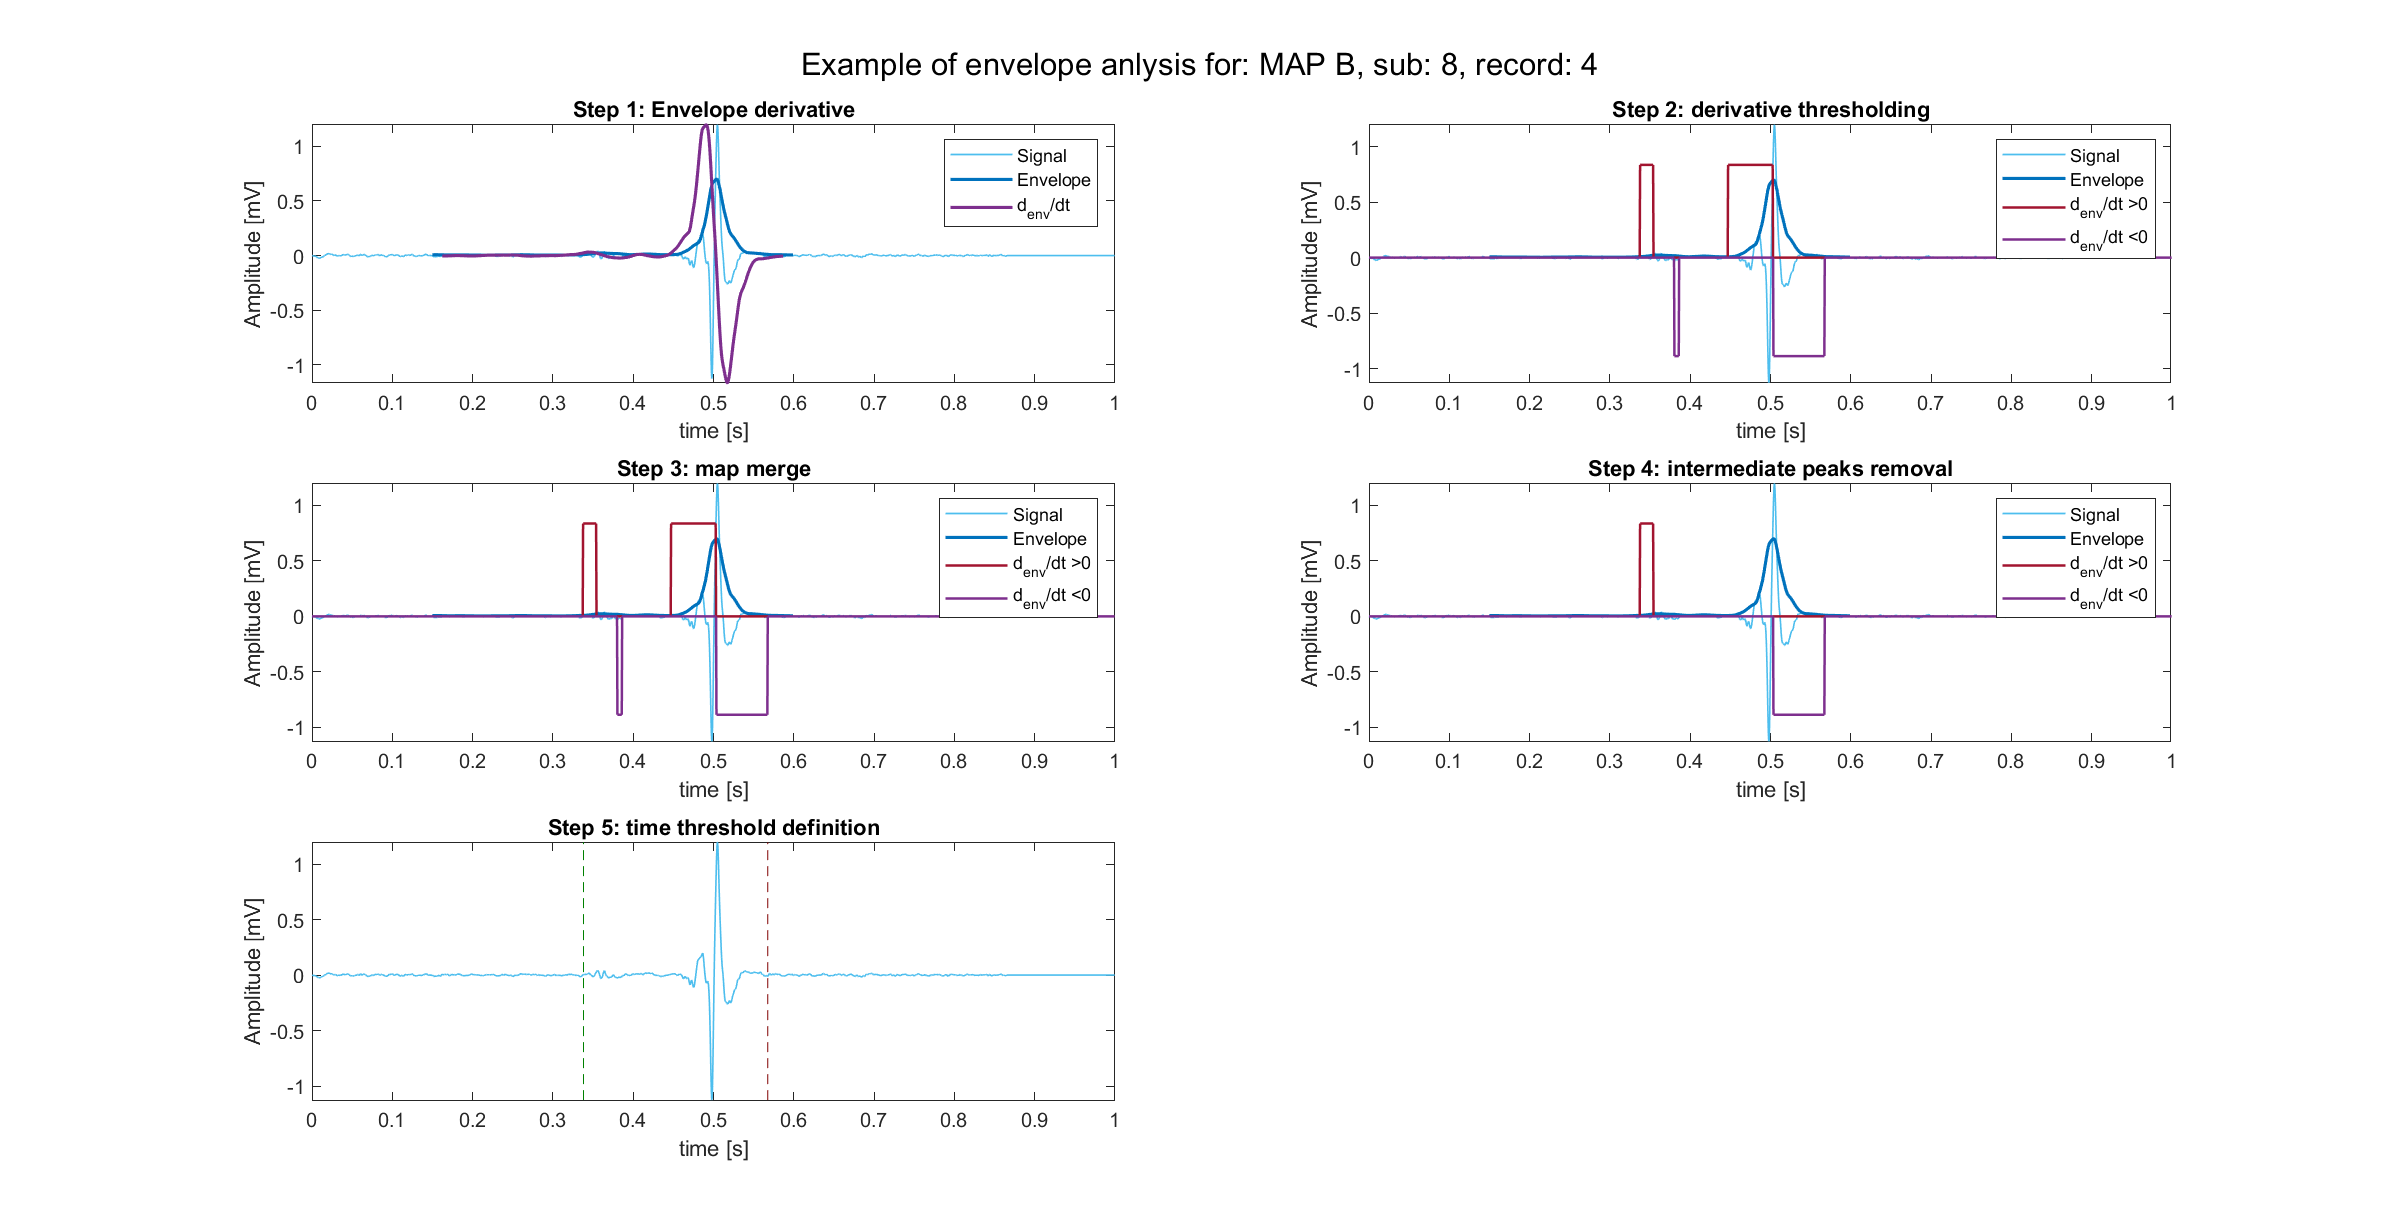 Example of envelope anlysis for: MAP B, sub: 8, record: 4
Step 1: Envelope derivative
Amplitude [mV]
1
0.5
0
-0.5
-1
0 0.1 0.2 0.3 0.4 0.5 0.6 0.7 0.8 0.9 1
time [s]
Signal
Envelope
d_env/dt
Step 2: derivative thresholding
Amplitude [mV]
1
0.5
0
-0.5
-1
0 0.1 0.2 0.3 0.4 0.5 0.6 0.7 0.8 0.9 1
time [s]
Signal
Envelope
d_env/dt >0
d_env/dt <0
Step 3: map merge
Amplitude [mV]
1
0.5
0
-0.5
-1
0 0.1 0.2 0.3 0.4 0.5 0.6 0.7 0.8 0.9 1
time [s]
Signal
Envelope
d_env/dt >0
d_env/dt <0
Step 4: intermediate peaks removal
Amplitude [mV]
1
0.5
0
-0.5
-1
0 0.1 0.2 0.3 0.4 0.5 0.6 0.7 0.8 0.9 1
time [s]
Signal
Envelope
d_env/dt >0
d_env/dt <0
Step 5: time threshold definition
Amplitude [mV]
1
0.5
0
-0.5
-1
0 0.1 0.2 0.3 0.4 0.5 0.6 0.7 0.8 0.9 1
time [s]